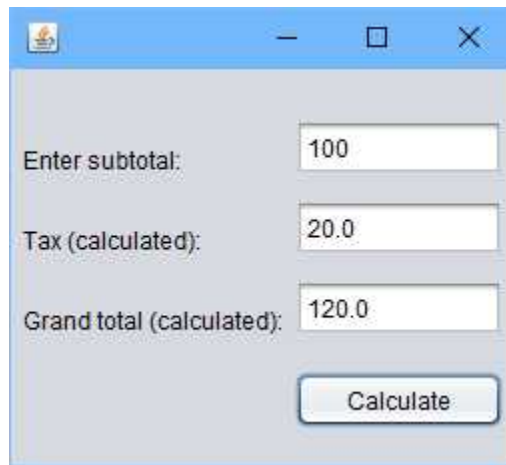 Enter subtotal: 100
Tax (calculated): 20.0
Grand total (calculated): 120.0
Calculate